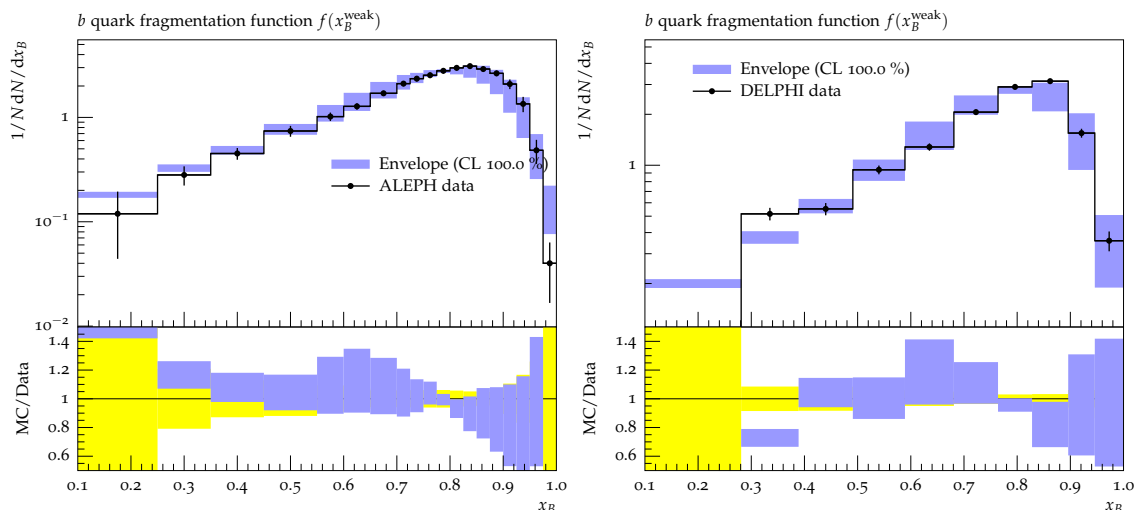 b quark fragmentation function f(x_B^weak)
1/N dN/dx_B
1
10⁻¹
10⁻²
Envelope (CL 100.0 %)
ALEPH data
MC/Data
1.4
1.2
1
0.8
0.6
0.1 0.2 0.3 0.4 0.5 0.6 0.7 0.8 0.9 1.0
x_B
b quark fragmentation function f(x_B^weak)
1/N dN/dx_B
1
Envelope (CL 100.0 %)
DELPHI data
MC/Data
1.4
1.2
1
0.8
0.6
0.1 0.2 0.3 0.4 0.5 0.6 0.7 0.8 0.9 1.0
x_B